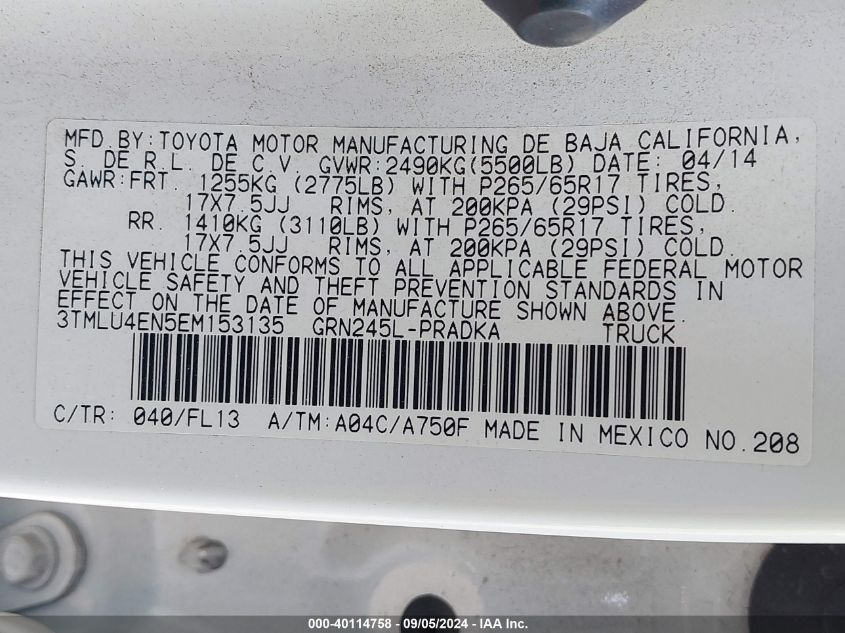 MFD.BY:TOYOTA MOTOR MANUFACTURING DE BAJA CALIFORNIA,
S. DE R.L. DE C.V. GVWR:2490KG(5500LB) DATE: 04/14
GAWR:FRT. 1255KG (2775LB) WITH P265/65R17 TIRES,
17X7.5JJ RIMS, AT 200KPA (29PSI) COLD.
RR. 1410KG (3110LB) WITH P265/65R17 TIRES,
17X7.5JJ RIMS, AT 200KPA (29PSI) COLD.
THIS VEHICLE CONFORMS TO ALL APPLICABLE FEDERAL MOTOR
VEHICLE SAFETY AND THEFT PREVENTION STANDARDS IN
EFFECT ON THE DATE OF MANUFACTURE SHOWN ABOVE.
3TMLU4EN5EM153135 GRN245L-PRADKA TRUCK
C/TR: 040/FL13 A/TM:A04C/A750F MADE IN MEXICO NO.208
000-40114758 - 09/05/2024 - IAA Inc.